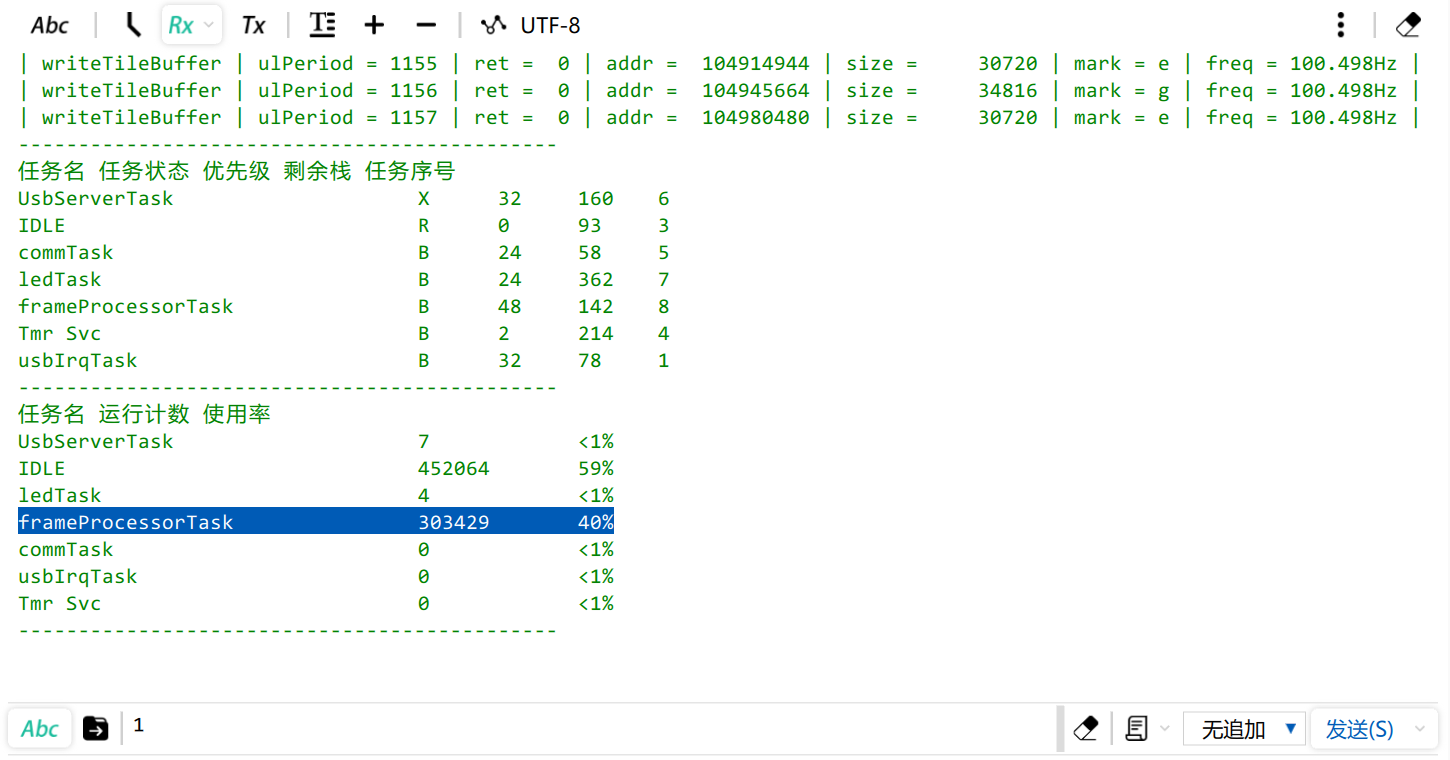 Abc Rx Tx T + − UTF-8
| writeTileBuffer | ulPeriod = 1155 | ret =  0 | addr =  104914944 | size =     30720 | mark = e | freq = 100.498Hz |
| writeTileBuffer | ulPeriod = 1156 | ret =  0 | addr =  104945664 | size =     34816 | mark = g | freq = 100.498Hz |
| writeTileBuffer | ulPeriod = 1157 | ret =  0 | addr =  104980480 | size =     30720 | mark = e | freq = 100.498Hz |
---------------------------------------------
任务名 任务状态 优先级 剩余栈 任务序号
UsbServerTask X 32 160 6
IDLE R 0 93 3
commTask B 24 58 5
ledTask B 24 362 7
frameProcessorTask B 48 142 8
Tmr Svc B 2 214 4
usbIrqTask B 32 78 1
---------------------------------------------
任务名 运行计数 使用率
UsbServerTask 7 <1%
IDLE 452064 59%
ledTask 4 <1%
frameProcessorTask 303429 40%
commTask 0 <1%
usbIrqTask 0 <1%
Tmr Svc 0 <1%
---------------------------------------------
Abc 1 无追加 发送(S)